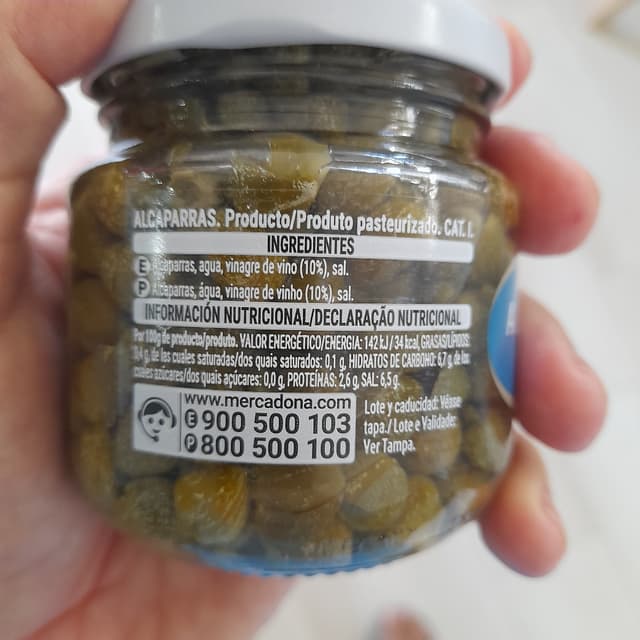 ALCAPARRAS. Producto/Produto pasteurizado. CAT. I.
INGREDIENTES
E Alcaparras, agua, vinagre de vino (10%), sal.
P Alcaparras, água, vinagre de vinho (10%), sal.
INFORMACIÓN NUTRICIONAL/DECLARAÇÃO NUTRICIONAL
Por 100g de producto/produto. VALOR ENERGÉTICO/ENERGIA: 142 kJ / 34 kcal, GRASAS/LÍPIDOS:
0,4 g, de las cuales saturadas/dos quais saturados: 0,1 g, HIDRATOS DE CARBONO: 6,7 g, de los
cuales azúcares/dos quais açúcares: 0,0 g, PROTEÍNAS: 2,6 g, SAL: 6,5 g.
www.mercadona.com
E 900 500 103
P 800 500 100
Lote y caducidad: Véase
tapa./ Lote e Validade:
Ver Tampa.